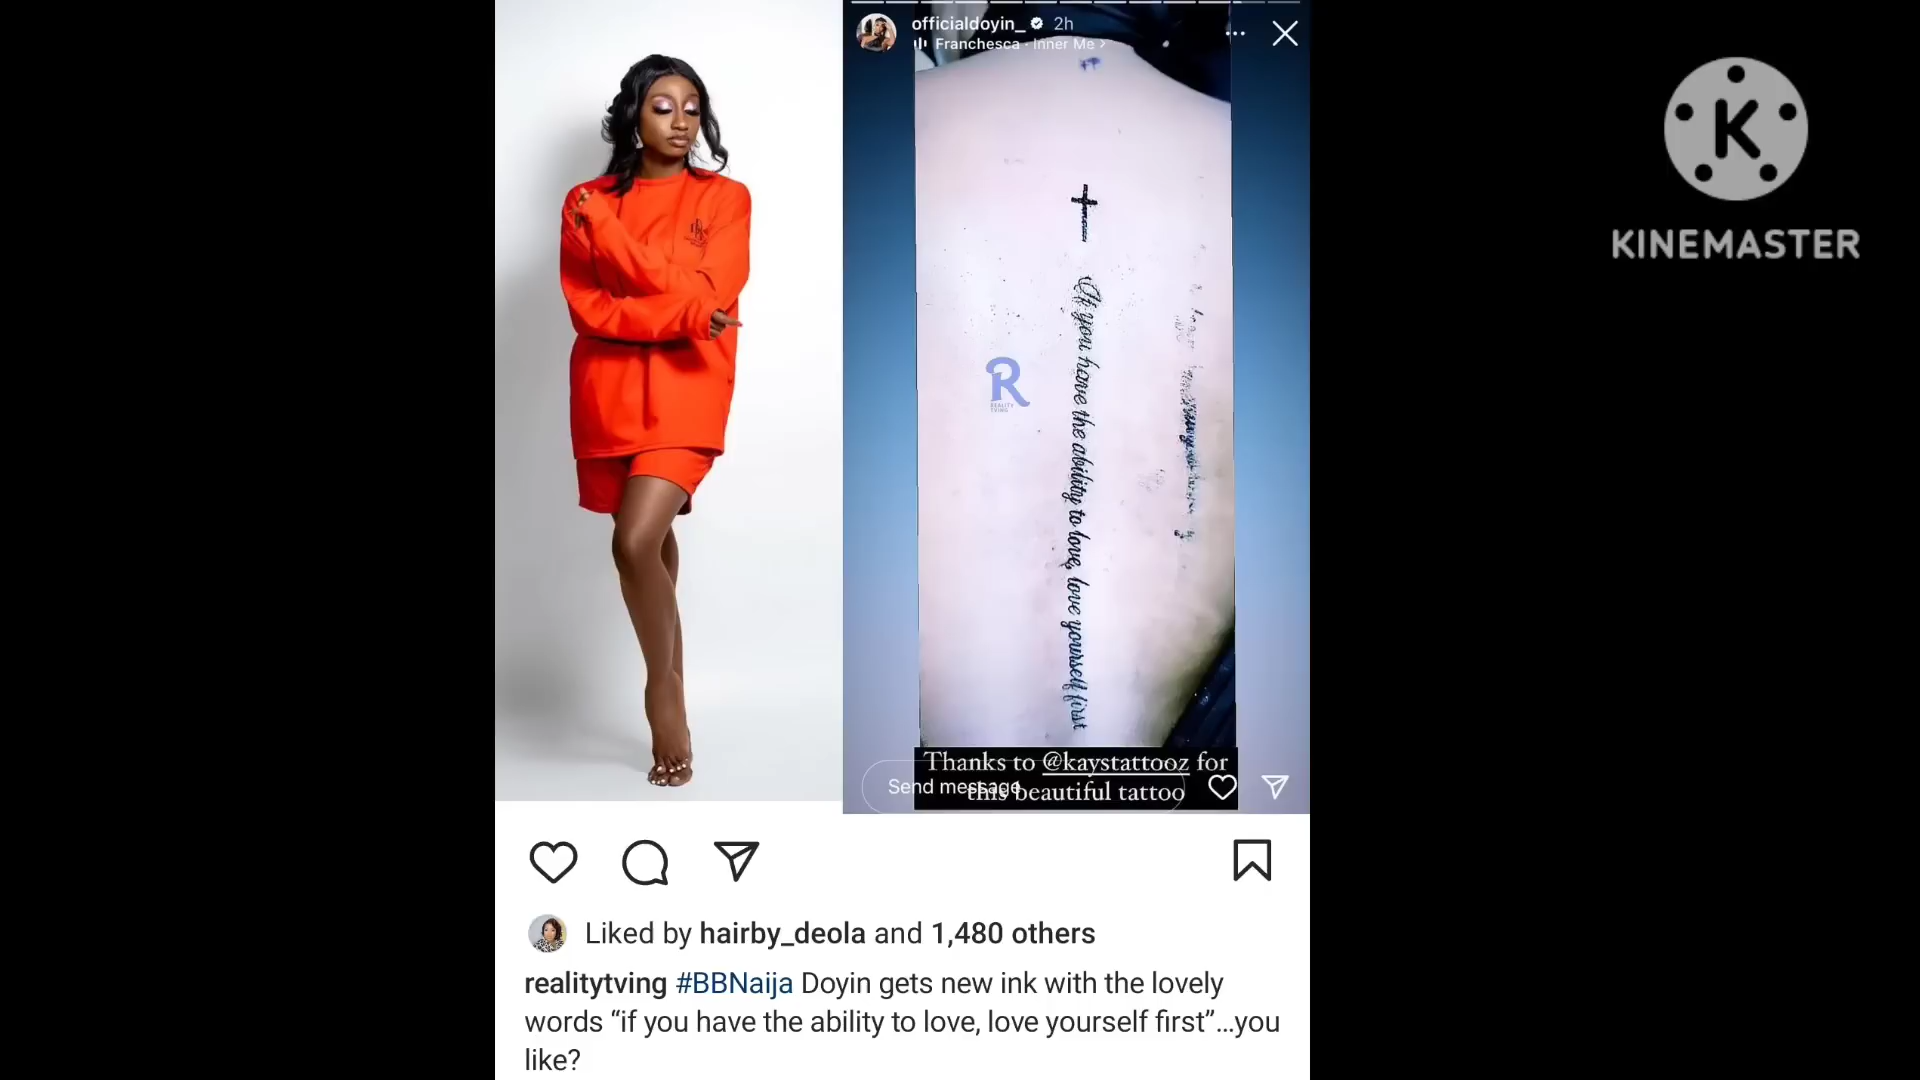 officialdoyin_ 2h
Franchesca · Inner Me >
K
KINEMASTER
If you have the ability to love, love yourself first
R
REALITY
TVING
Thanks to @kaystattooz for
this beautiful tattoo
Send message
Liked by hairby_deola and 1,480 others
realitytving #BBNaija Doyin gets new ink with the lovely
words “if you have the ability to love, love yourself first”...you
like?